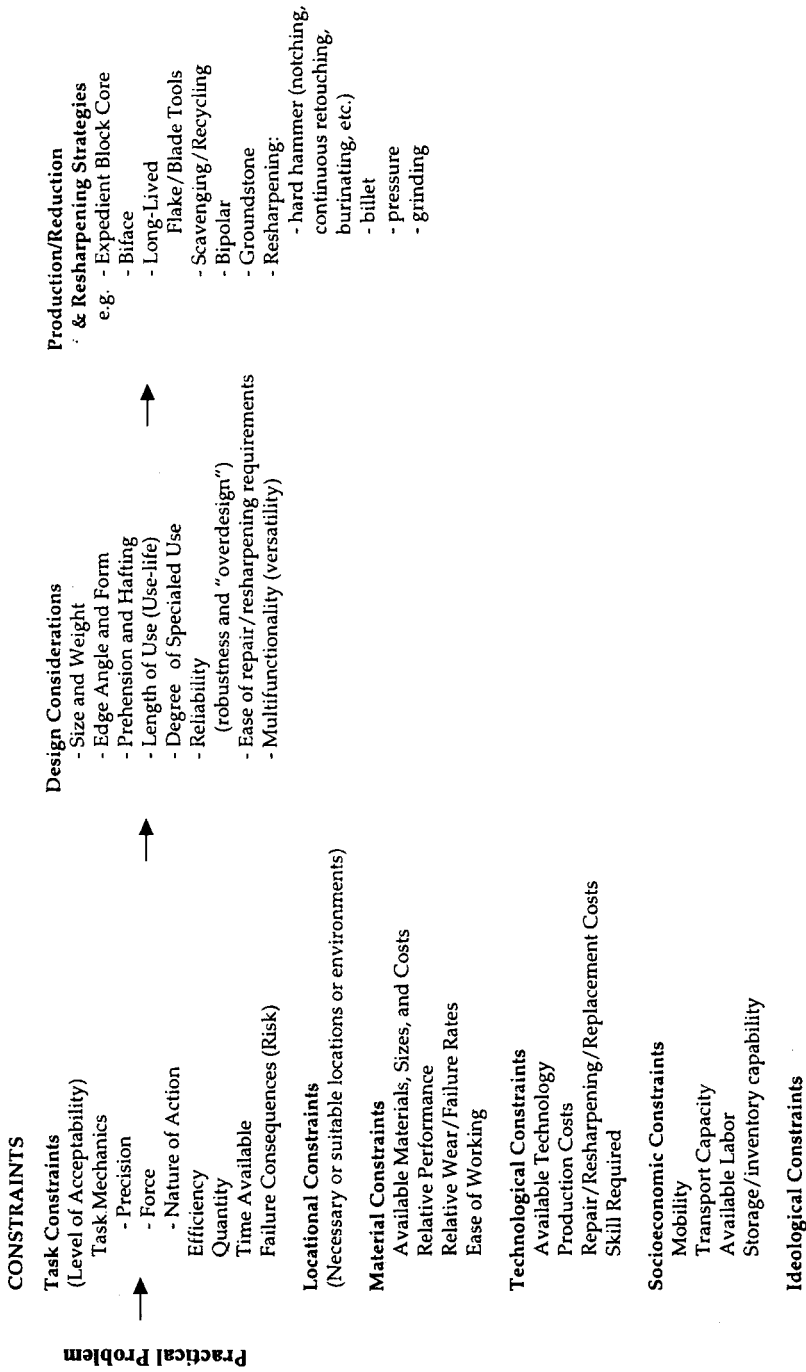 Practical Problem
→
CONSTRAINTS
Task Constraints
(Level of Acceptability)
Task Mechanics
- Precision
- Force
- Nature of Action
Efficiency
Quantity
Time Available
Failure Consequences (Risk)
Locational Constraints
(Necessary or suitable locations or environments)
Material Constraints
Available Materials, Sizes, and Costs
Relative Performance
Relative Wear/Failure Rates
Ease of Working
Technological Constraints
Available Technology
Production Costs
Repair/Resharpening/Replacement Costs
Skill Required
Socioeconomic Constraints
Mobility
Transport Capacity
Available Labor
Storage/inventory capability
Ideological Constraints
→
Design Considerations
- Size and Weight
- Edge Angle and Form
- Prehension and Hafting
- Length of Use (Use-life)
- Degree of Specialed Use
- Reliability
(robustness and "overdesign")
- Ease of repair/resharpening requirements
- Multifunctionality (versatility)
→
Production/Reduction
& Resharpening Strategies
e.g. - Expedient Block Core
- Biface
- Long-Lived
Flake/Blade Tools
- Scavenging/Recycling
- Bipolar
- Groundstone
- Resharpening:
- hard hammer (notching,
continuous retouching,
burinating, etc.)
- billet
- pressure
- grinding